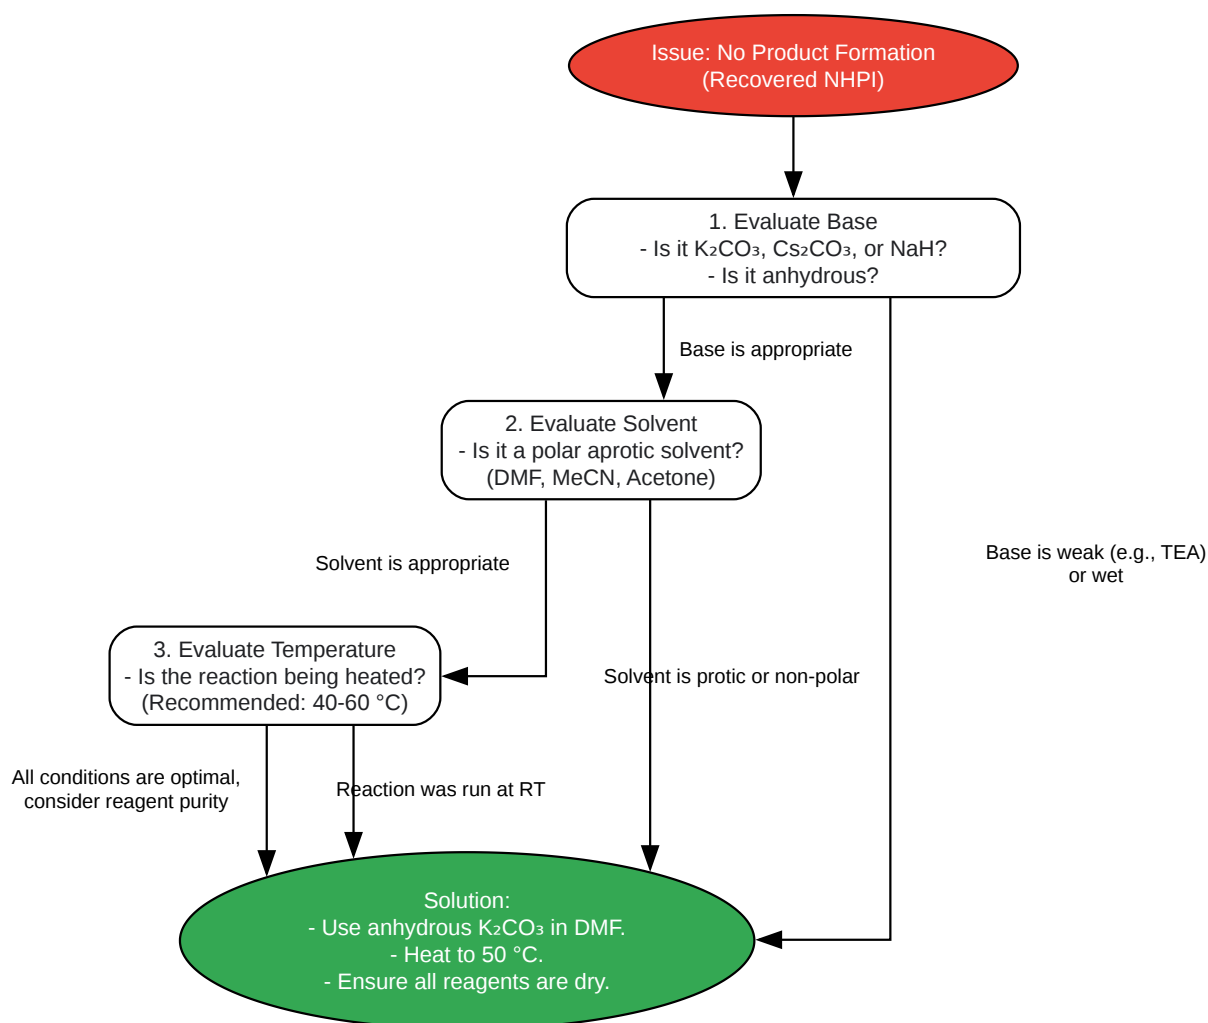 Issue: No Product Formation
(Recovered NHPI)
1. Evaluate Base
- Is it K₂CO₃, Cs₂CO₃, or NaH?
- Is it anhydrous?
Base is appropriate
2. Evaluate Solvent
- Is it a polar aprotic solvent?
(DMF, MeCN, Acetone)
Base is weak (e.g., TEA)
or wet
Solvent is appropriate
3. Evaluate Temperature
- Is the reaction being heated?
(Recommended: 40-60 °C)
Solvent is protic or non-polar
All conditions are optimal,
consider reagent purity
Reaction was run at RT
Solution:
- Use anhydrous K₂CO₃ in DMF.
- Heat to 50 °C.
- Ensure all reagents are dry.